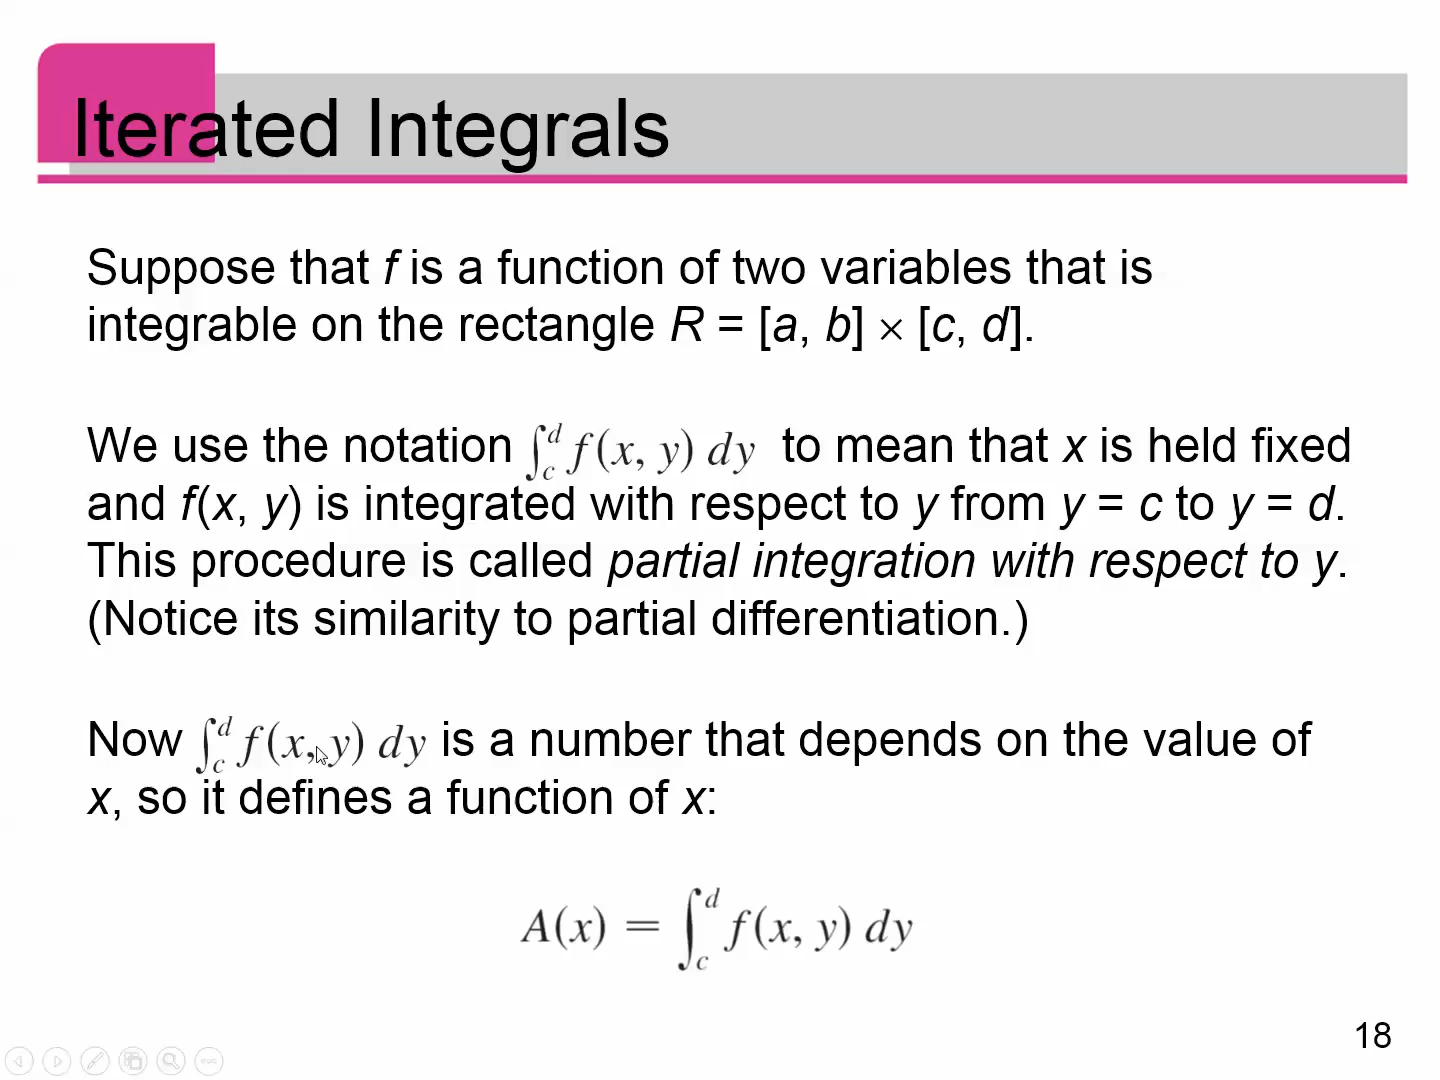 Iterated Integrals
Suppose that f is a function of two variables that is
integrable on the rectangle R = [a, b] × [c, d].
We use the notation ∫_c^d f(x, y) dy to mean that x is held fixed
and f(x, y) is integrated with respect to y from y = c to y = d.
This procedure is called partial integration with respect to y.
(Notice its similarity to partial differentiation.)
Now ∫_c^d f(x, y) dy is a number that depends on the value of
x, so it defines a function of x:
A(x) = ∫_c^d f(x, y) dy
18